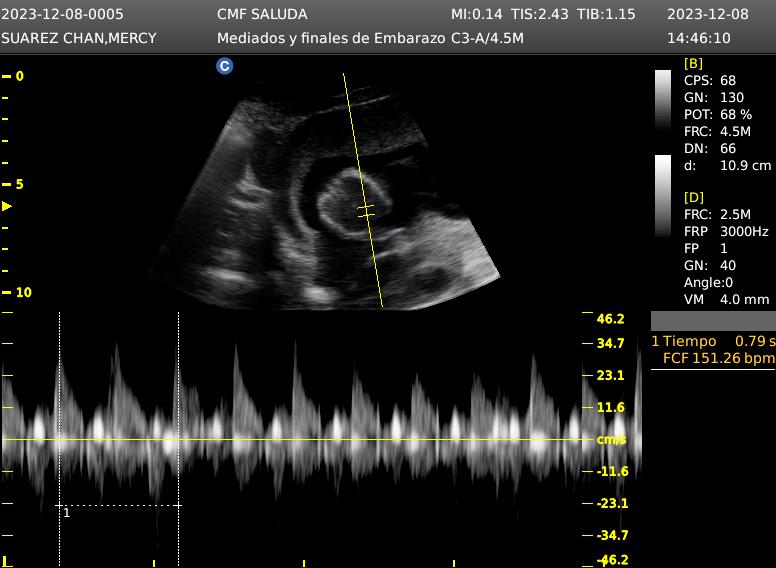 2023-12-08-0005 CMF SALUDA MI:0.14 TIS:2.43 TIB:1.15 2023-12-08
SUAREZ CHAN,MERCY Mediados y finales de Embarazo C3-A/4.5M 14:46:10
C
0
5
10
[B]
CPS: 68
GN: 130
POT: 68 %
FRC: 4.5M
DN: 66
d: 10.9 cm
[D]
FRC: 2.5M
FRP 3000Hz
FP 1
GN: 40
Angle:0
VM 4.0 mm
1 Tiempo 0.79 s
FCF 151.26 bpm
46.2
34.7
23.1
11.6
cm/s
-11.6
-23.1
-34.7
-46.2
1